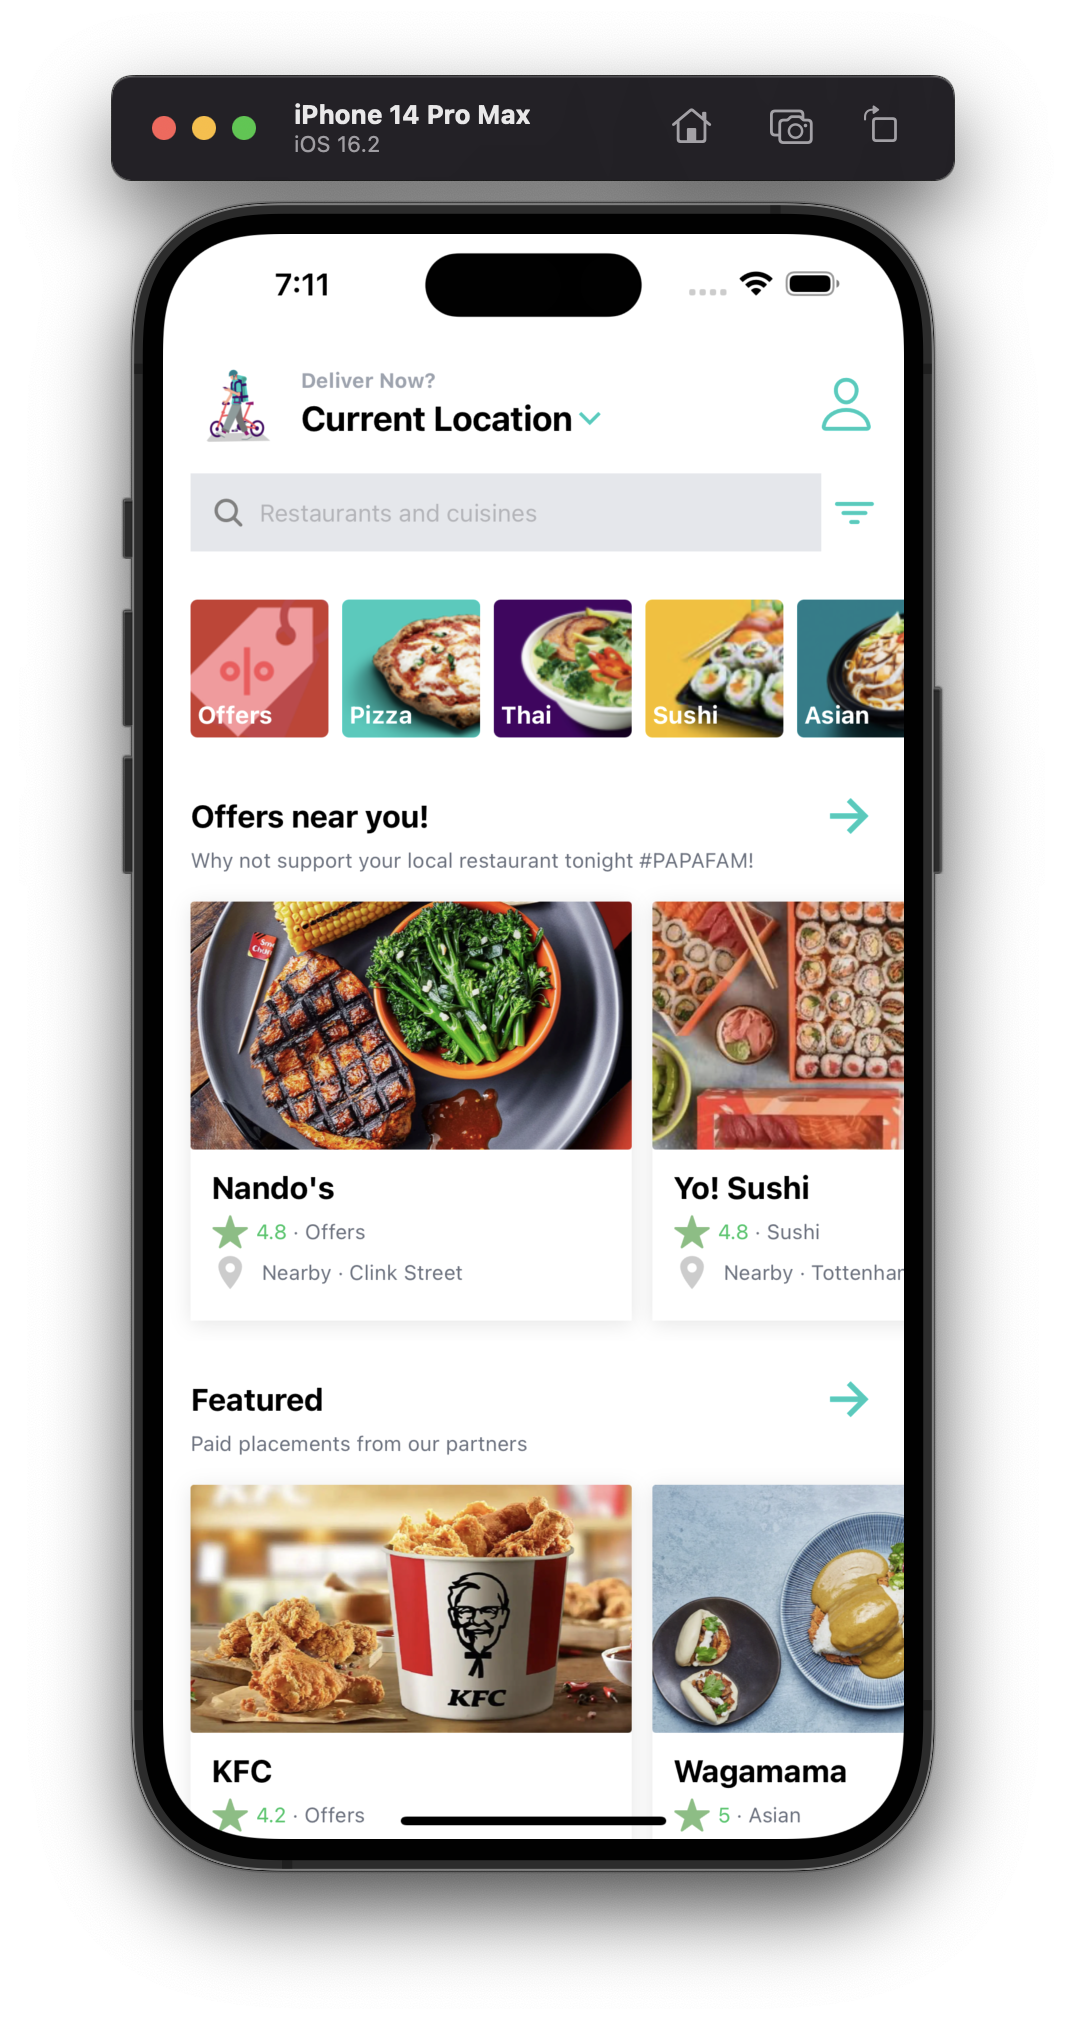 iPhone 14 Pro Max
iOS 16.2
7:11
Deliver Now?
Current Location
Restaurants and cuisines
Offers
Pizza
Thai
Sushi
Asian
Offers near you!
Why not support your local restaurant tonight #PAPAFAM!
Nando's
4.8 · Offers
Nearby · Clink Street
Yo! Sushi
4.8 · Sushi
Nearby · Tottenham
Featured
Paid placements from our partners
KFC
KFC
KFC
4.2 · Offers
Wagamama
5 · Asian